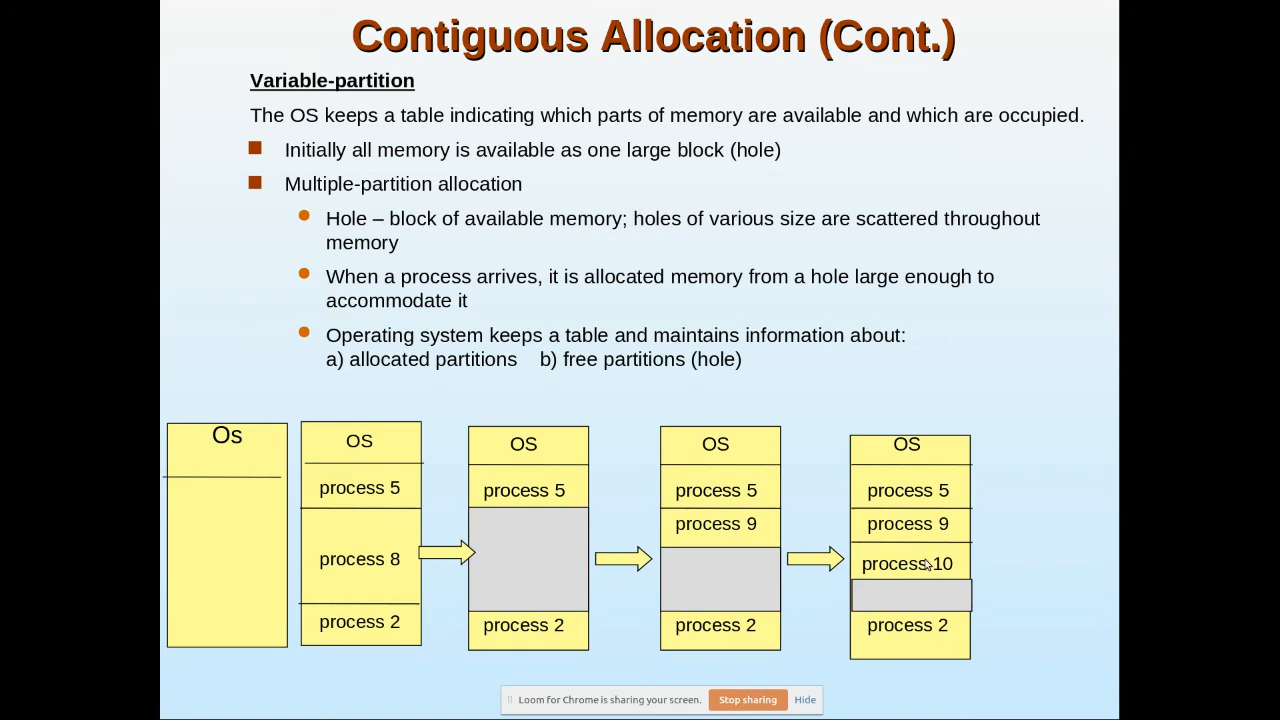 Contiguous Allocation (Cont.)
Variable-partition
The OS keeps a table indicating which parts of memory are available and which are occupied.
Initially all memory is available as one large block (hole)
Multiple-partition allocation
Hole – block of available memory; holes of various size are scattered throughout
memory
When a process arrives, it is allocated memory from a hole large enough to
accommodate it
Operating system keeps a table and maintains information about:
a) allocated partitions b) free partitions (hole)
Os
OS
process 5
process 8
process 2
OS
process 5
process 2
OS
process 5
process 9
process 2
OS
process 5
process 9
process 10
process 2
Loom for Chrome is sharing your screen.
Stop sharing
Hide